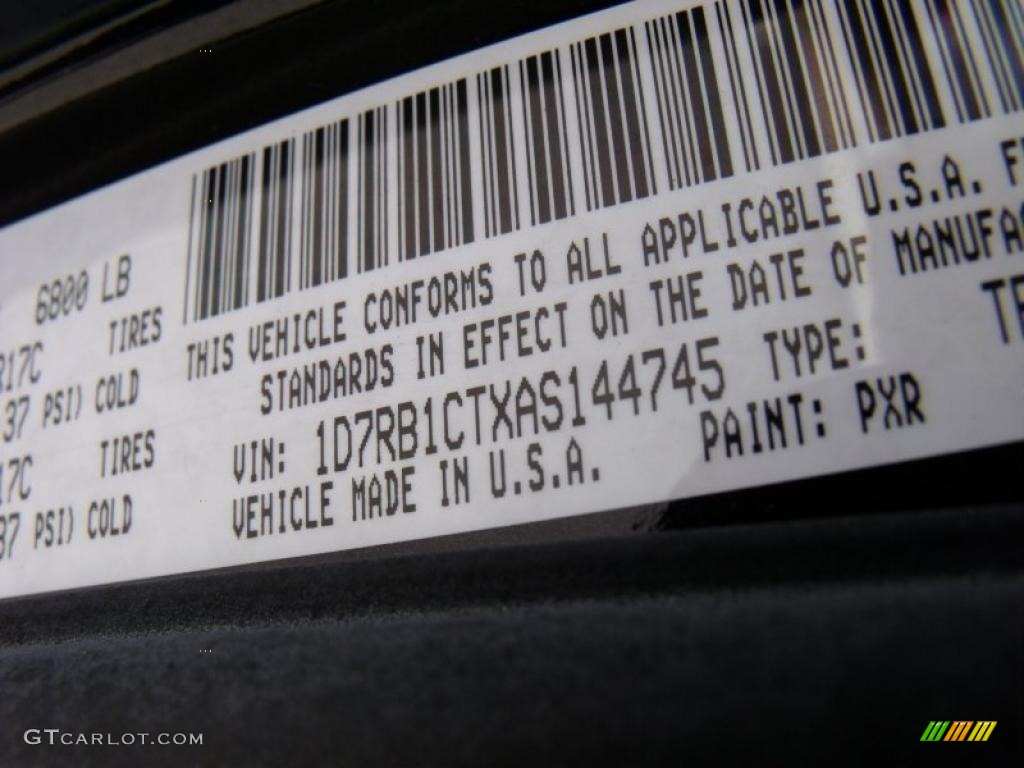 6800 LB
TIRES
R17C
37 PSI) COLD
TIRES
17C
37 PSI) COLD
THIS VEHICLE CONFORMS TO ALL APPLICABLE U.S.A.
STANDARDS IN EFFECT ON THE DATE OF MANUFA
VIN: 1D7RB1CTXAS144745 TYPE:
VEHICLE MADE IN U.S.A. PAINT: PXR
GTCARLOT.COM